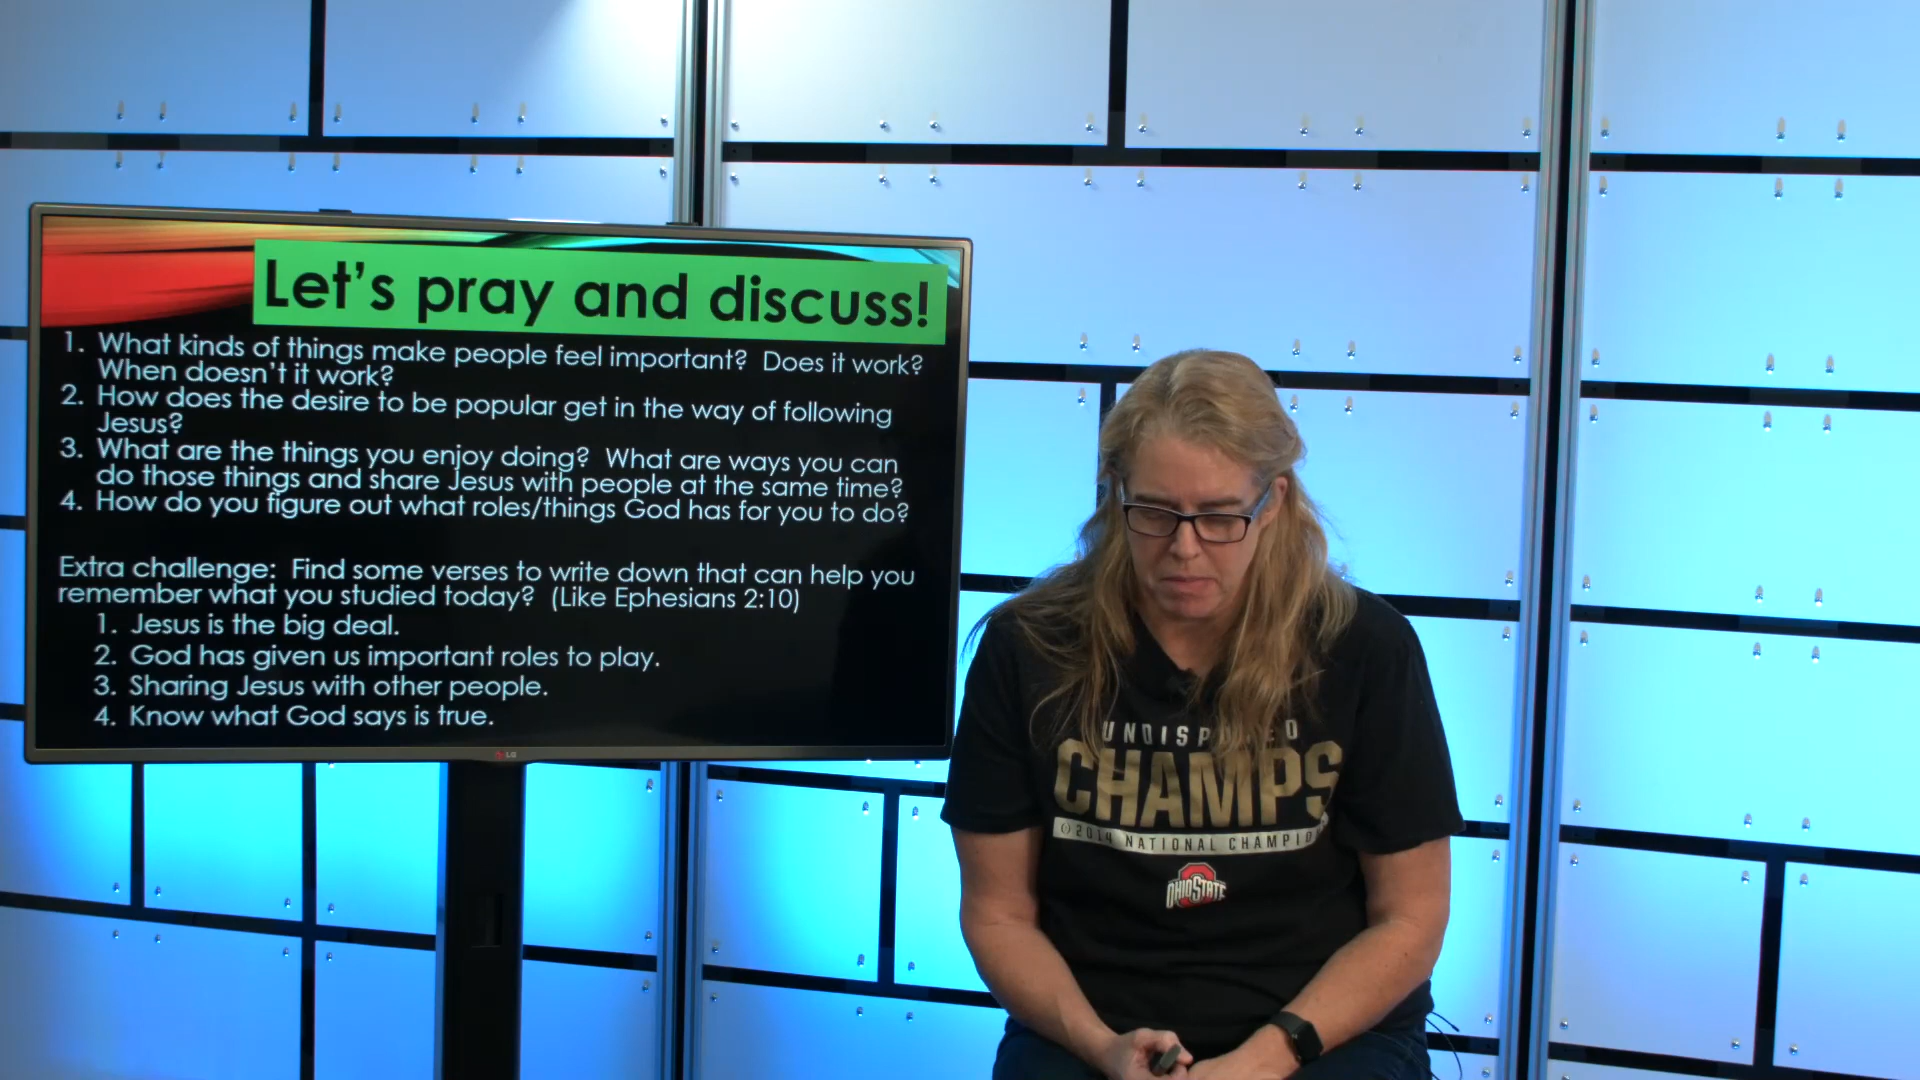 Let's pray and discuss!
1. What kinds of things make people feel important? Does it work?
When doesn't it work?
2. How does the desire to be popular get in the way of following
Jesus?
3. What are the things you enjoy doing? What are ways you can
do those things and share Jesus with people at the same time?
4. How do you figure out what roles/things God has for you to do?
Extra challenge: Find some verses to write down that can help you
remember what you studied today? (Like Ephesians 2:10)
1. Jesus is the big deal.
2. God has given us important roles to play.
3. Sharing Jesus with other people.
4. Know what God says is true.
LG
CHAMPS
2014 NATIONAL
OHIO STATE